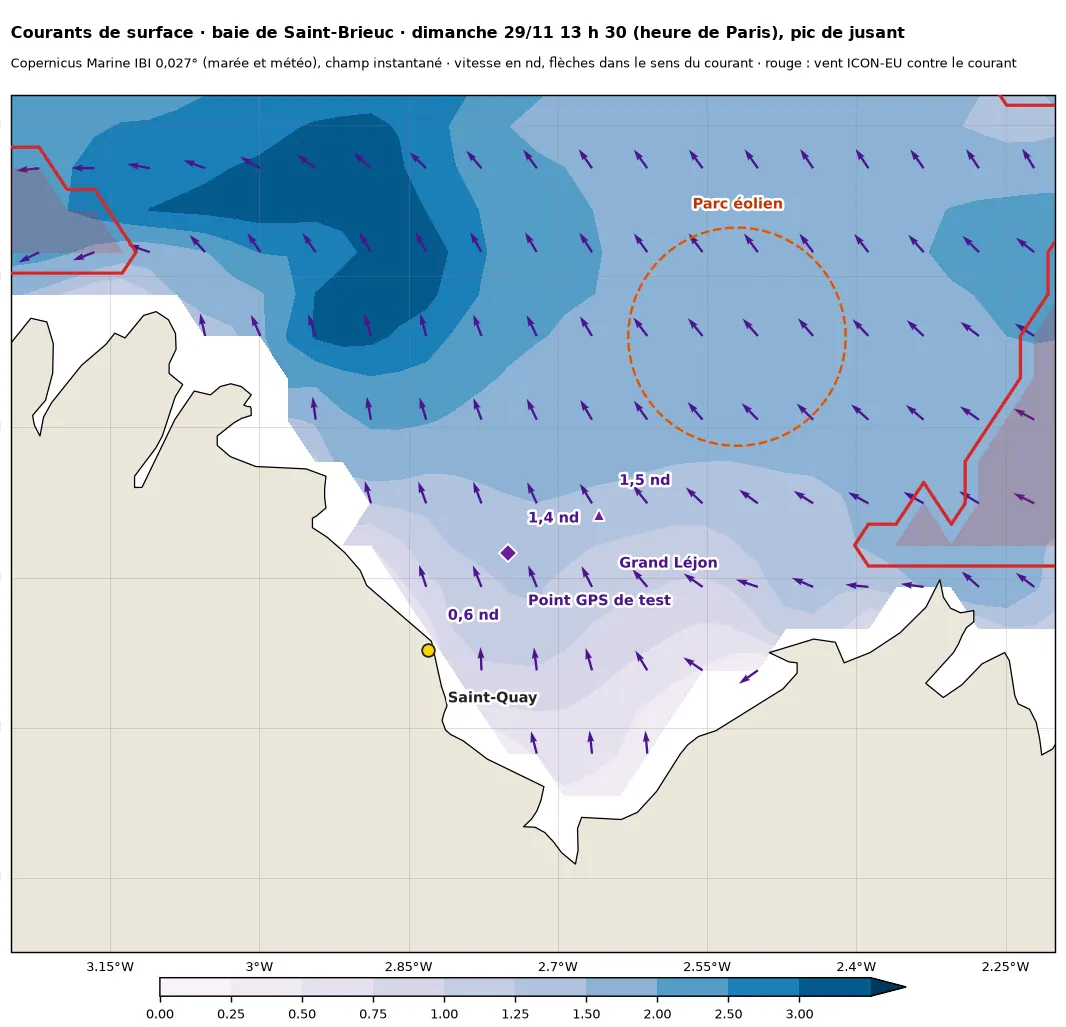 Courants de surface · baie de Saint-Brieuc · dimanche 29/11 13 h 30 (heure de Paris), pic de jusant
Copernicus Marine IBI 0,027° (marée et météo), champ instantané · vitesse en nd, flèches dans le sens du courant · rouge : vent ICON-EU contre le courant
Parc éolien
1,5 nd
1,4 nd
Grand Léjon
Point GPS de test
0,6 nd
Saint-Quay
3.15°W 3°W 2.85°W 2.7°W 2.55°W 2.4°W 2.25°W
0.00 0.25 0.50 0.75 1.00 1.25 1.50 2.00 2.50 3.00